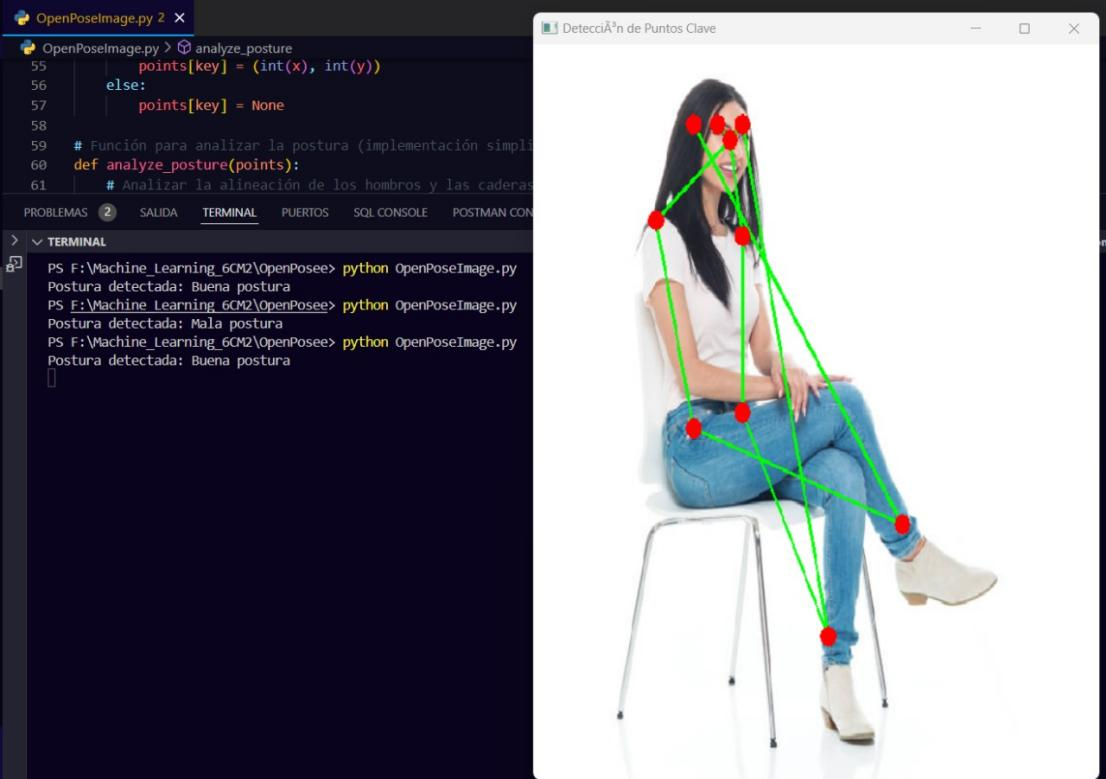 OpenPoseImage.py 2
OpenPoseImage.py > analyze_posture
55 points[key] = (int(x), int(y))
56 else:
57 points[key] = None
58
59 # Función para analizar la postura (implementación simpli
60 def analyze_posture(points):
61 # Analizar la alineación de los hombros y las caderas
PROBLEMAS 2 SALIDA TERMINAL PUERTOS SQL CONSOLE POSTMAN CON
TERMINAL
PS F:\Machine_Learning_6CM2\OpenPosee> python OpenPoseImage.py
Postura detectada: Buena postura
PS F:\Machine_Learning_6CM2\OpenPosee> python OpenPoseImage.py
Postura detectada: Mala postura
PS F:\Machine_Learning_6CM2\OpenPosee> python OpenPoseImage.py
Postura detectada: Buena postura
DetecciÃ³n de Puntos Clave